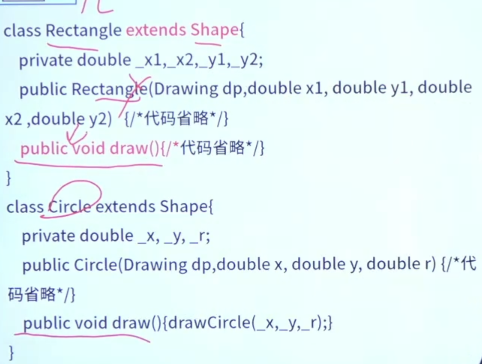 class Rectangle extends Shape{
private double _x1,_x2,_y1,_y2;
public Rectangle(Drawing dp,double x1, double y1, double
x2 ,double y2) {/*代码省略*/}
public void draw(){/*代码省略*/}
}
class Circle extends Shape{
private double _x, _y, _r;
public Circle(Drawing dp,double x, double y, double r) {/*代
码省略*/}
public void draw(){drawCircle(_x,_y,_r);}
}